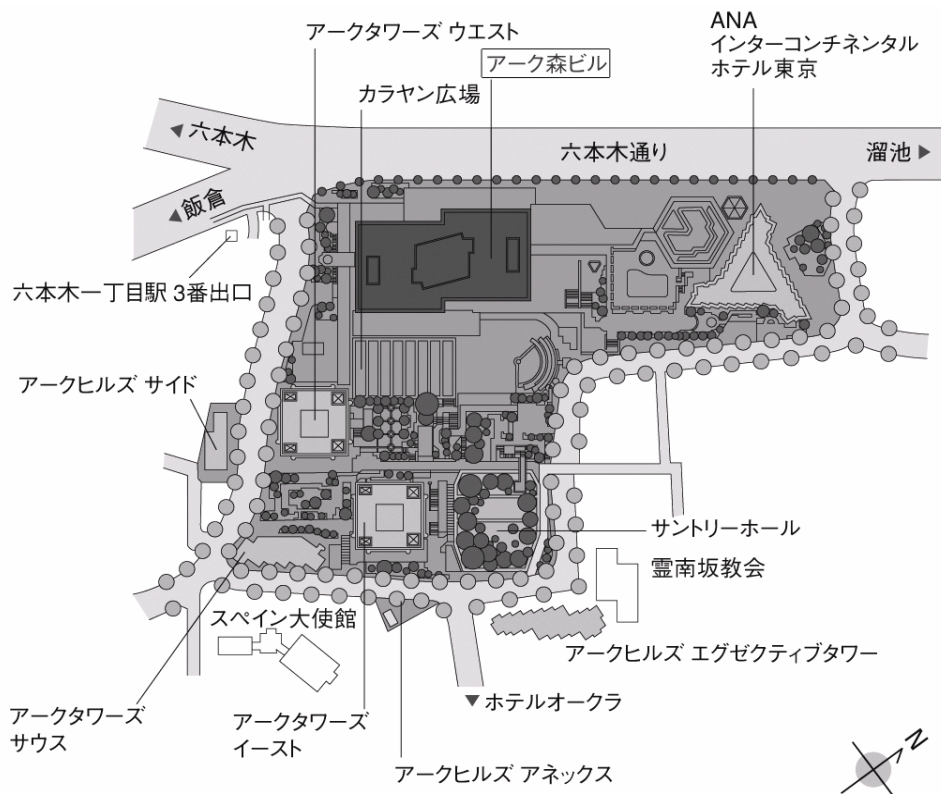 アークタワーズ ウエスト
アーク森ビル
カラヤン広場
ANA
インターコンチネンタル
ホテル東京
六本木
六本木通り
溜池
飯倉
六本木一丁目駅 3番出口
アークヒルズ サイド
サントリーホール
霊南坂教会
スペイン大使館
アークヒルズ エグゼクティブタワー
アークタワーズ
サウス
アークタワーズ
イースト
ホテルオークラ
アークヒルズ アネックス
N